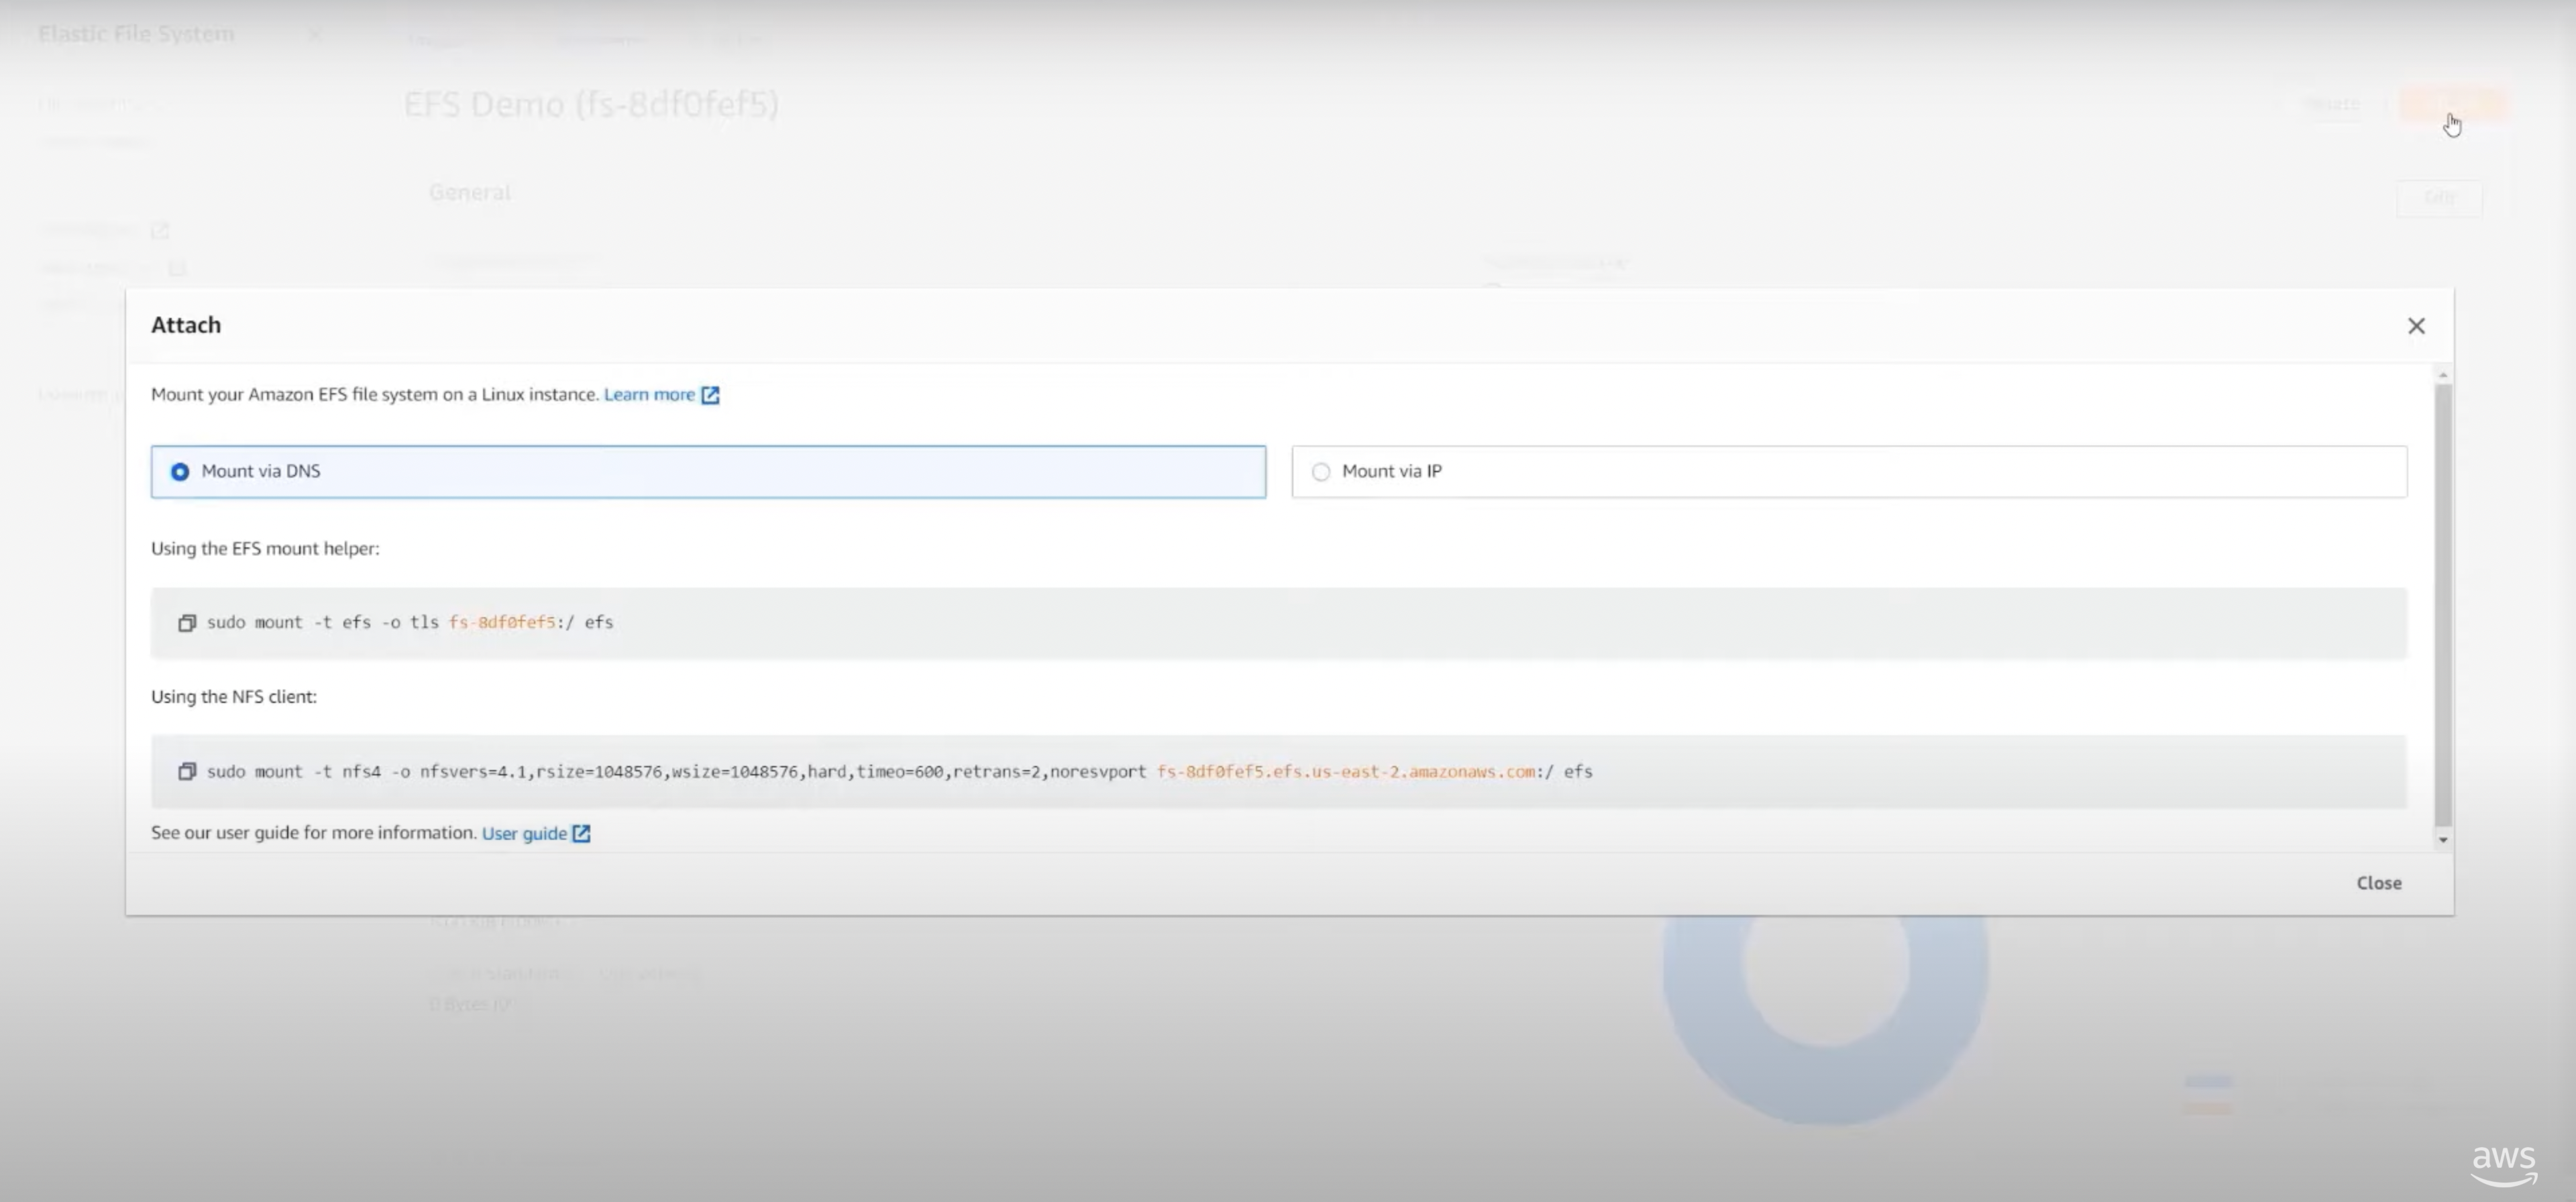 Elastic File System
EFS Demo (fs-8df0fef5)
General
Edit
Attach
Mount your Amazon EFS file system on a Linux instance. Learn more
Mount via DNS
Mount via IP
Using the EFS mount helper:
sudo mount -t efs -o tls fs-8df0fef5:/ efs
Using the NFS client:
sudo mount -t nfs4 -o nfsvers=4.1,rsize=1048576,wsize=1048576,hard,timeo=600,retrans=2,noresvport fs-8df0fef5.efs.us-east-2.amazonaws.com:/ efs
See our user guide for more information. User guide
Close
0 Bytes
aws